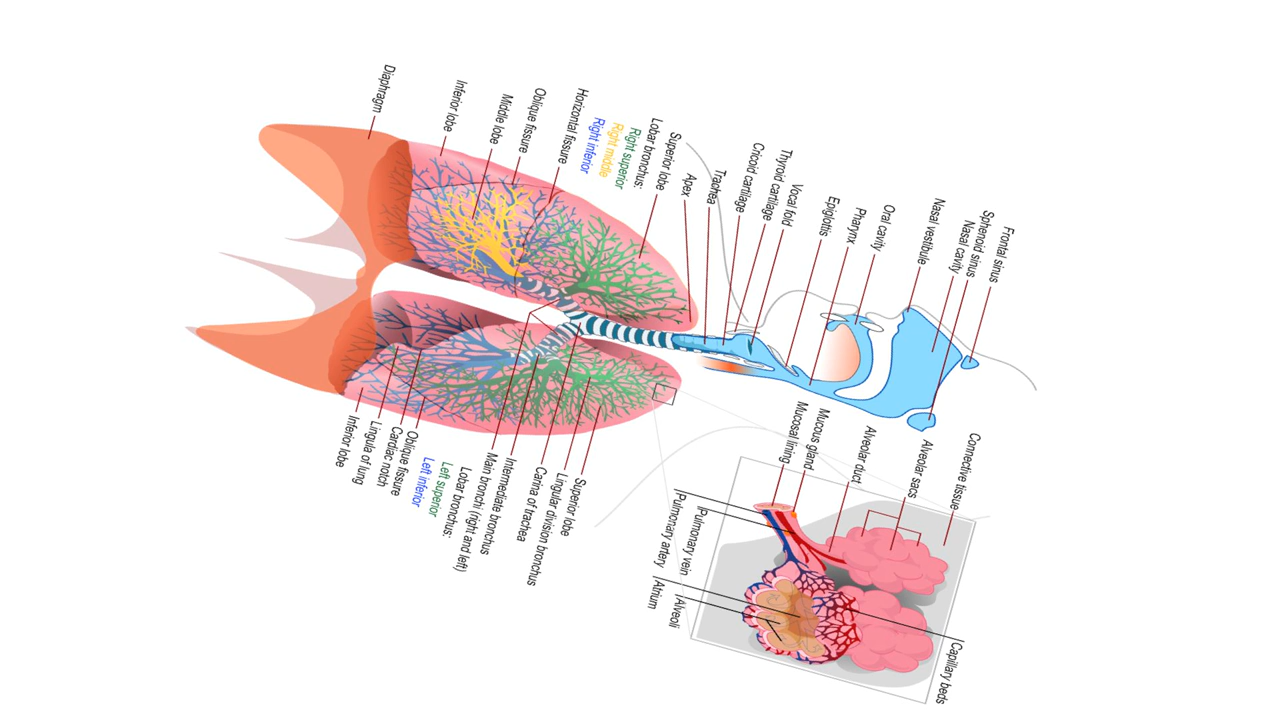 Frontal sinus
Sphenoid sinus
Nasal cavity
Nasal vestibule
Oral cavity
Pharynx
Epiglottis
Vocal fold
Thyroid cartilage
Cricoid cartilage
Trachea
Apex
Superior lobe
Lobar bronchus:
Right superior
Right middle
Right inferior
Horizontal fissure
Oblique fissure
Middle lobe
Inferior lobe
Diaphragm
Connective tissue
Alveolar sacs
Alveolar duct
Mucous gland
Mucosal lining
Pulmonary vein
Pulmonary artery
Alveoli
Atrium
Capillary beds
Superior lobe
Lingular division bronchus
Carina of trachea
Intermediate bronchus
Main bronchi (right and left)
Lobar bronchus:
Left superior
Left inferior
Oblique fissure
Cardiac notch
Lingula of lung
Inferior lobe